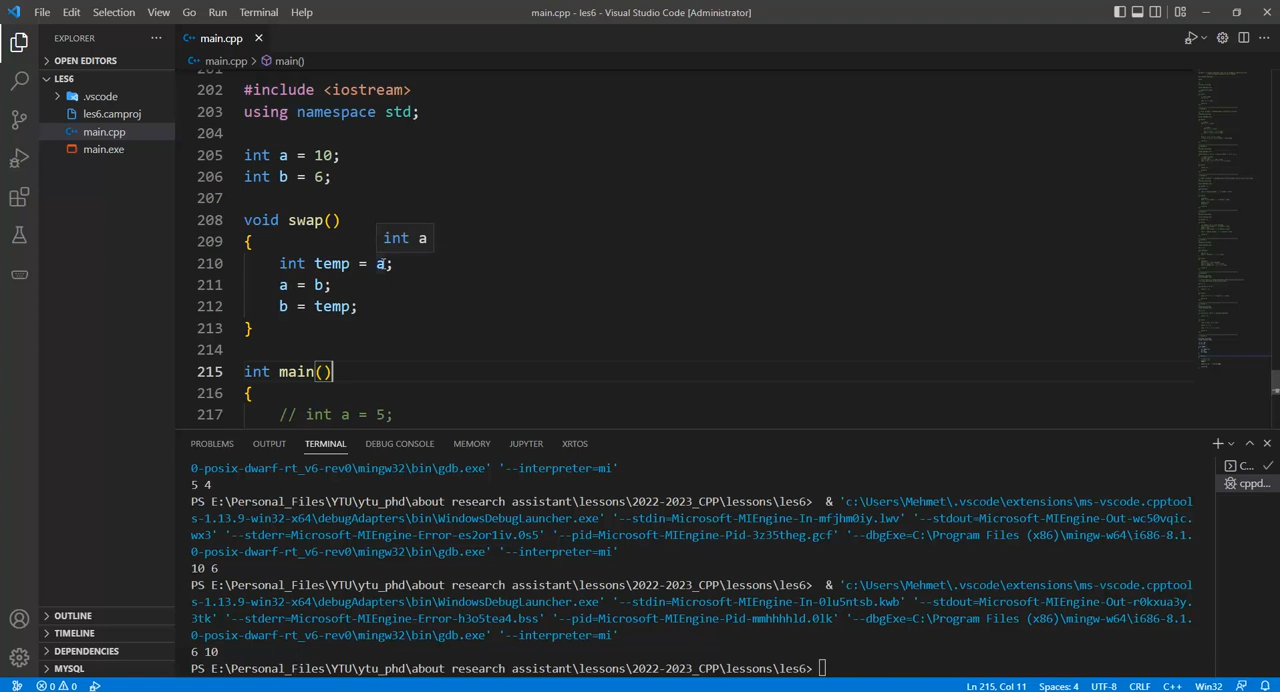 File Edit Selection View Go Run Terminal Help
main.cpp - les6 - Visual Studio Code [Administrator]
EXPLORER
OPEN EDITORS
LES6
.vscode
les6.camproj
main.cpp
main.exe
OUTLINE
TIMELINE
DEPENDENCIES
MYSQL
main.cpp
main.cpp > main()
201
202 #include <iostream>
203 using namespace std;
204
205 int a = 10;
206 int b = 6;
207
208 void swap()
209 {
int a
210 int temp = a;
211 a = b;
212 b = temp;
213 }
214
215 int main()
216 {
217 // int a = 5;
PROBLEMS OUTPUT TERMINAL DEBUG CONSOLE MEMORY JUPYTER XRTOS
0-posix-dwarf-rt_v6-rev0\mingw32\bin\gdb.exe' '--interpreter=mi'
5 4
PS E:\Personal_Files\YTU\ytu_phd\about research assistant\lessons\2022-2023_CPP\lessons\les6> & 'c:\Users\Mehmet\.vscode\extensions\ms-vscode.cpptool
s-1.13.9-win32-x64\debugAdapters\bin\WindowsDebugLauncher.exe' '--stdin=Microsoft-MIEngine-In-mfjhm0iy.lwv' '--stdout=Microsoft-MIEngine-Out-wc50vqic.
wx3' '--stderr=Microsoft-MIEngine-Error-es2or1iv.0s5' '--pid=Microsoft-MIEngine-Pid-3z35theg.gcf' '--dbgExe=C:\Program Files (x86)\mingw-w64\i686-8.1.
0-posix-dwarf-rt_v6-rev0\mingw32\bin\gdb.exe' '--interpreter=mi'
10 6
PS E:\Personal_Files\YTU\ytu_phd\about research assistant\lessons\2022-2023_CPP\lessons\les6> & 'c:\Users\Mehmet\.vscode\extensions\ms-vscode.cpptool
s-1.13.9-win32-x64\debugAdapters\bin\WindowsDebugLauncher.exe' '--stdin=Microsoft-MIEngine-In-0lu5ntsb.kwb' '--stdout=Microsoft-MIEngine-Out-r0kxua3y.
3tk' '--stderr=Microsoft-MIEngine-Error-h3o5tea4.bss' '--pid=Microsoft-MIEngine-Pid-mmhhhhld.0lk' '--dbgExe=C:\Program Files (x86)\mingw-w64\i686-8.1.
0-posix-dwarf-rt_v6-rev0\mingw32\bin\gdb.exe' '--interpreter=mi'
6 10
PS E:\Personal_Files\YTU\ytu_phd\about research assistant\lessons\2022-2023_CPP\lessons\les6>
C...
cppd...
0 0 Ln 215, Col 11 Spaces: 4 UTF-8 CRLF C++ Win32